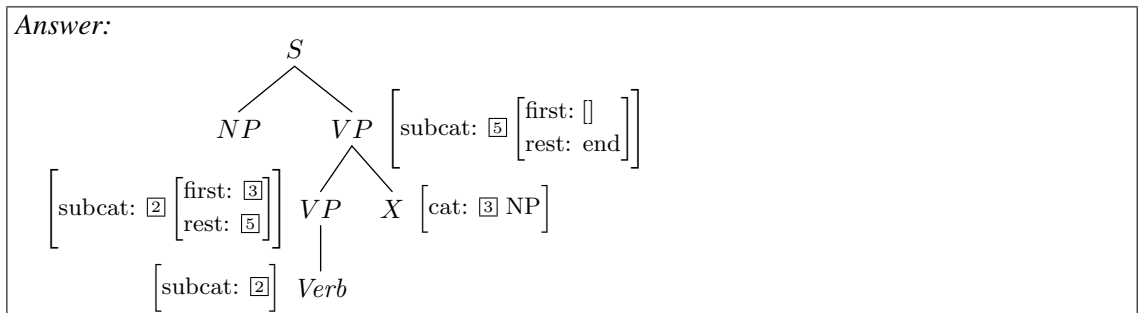 Answer:
S
NP VP [subcat: 5 [first: []
rest: end]]
[subcat: 2 [first: 3
rest: 5]] VP X [cat: 3 NP]
[subcat: 2] Verb